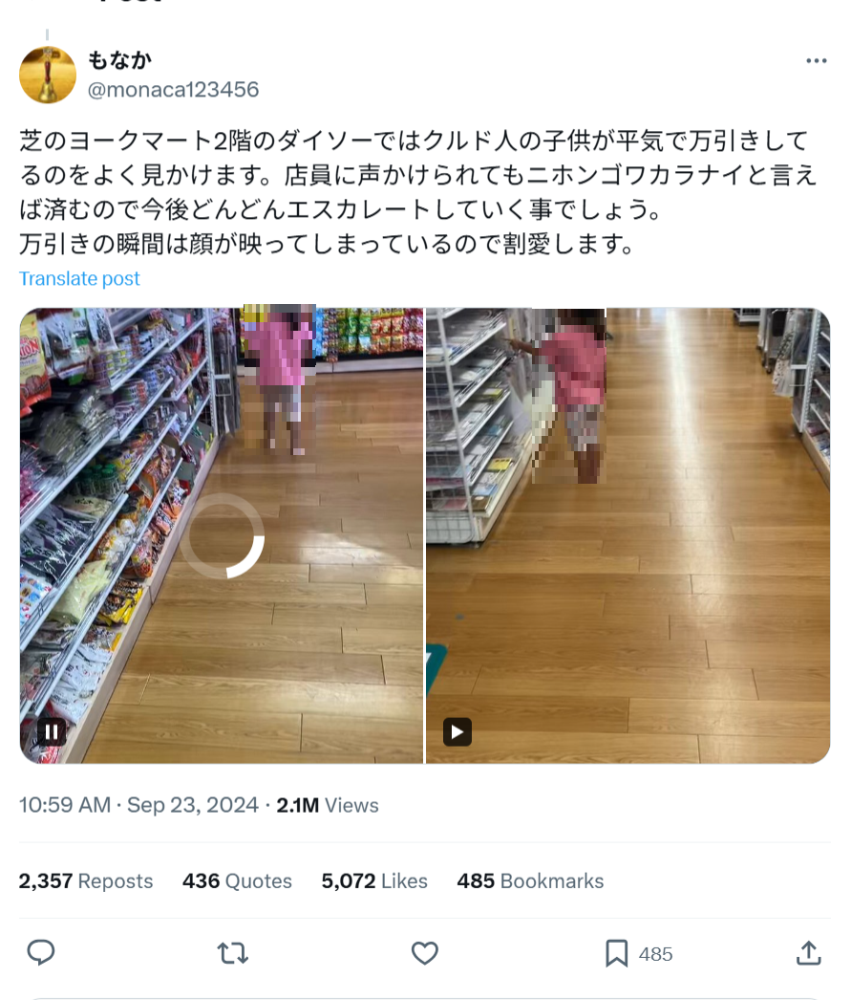 もなか
@monaca123456
芝のヨークマート2階のダイソーではクルド人の子供が平気で万引きして
るのをよく見かけます。店員に声かけられてもニホンゴワカラナイと言え
ば済むので今後どんどんエスカレートしていく事でしょう。
万引きの瞬間は顔が映ってしまっているので割愛します。
Translate post
10:59 AM · Sep 23, 2024 · 2.1M Views
2,357 Reposts 436 Quotes 5,072 Likes 485 Bookmarks
485